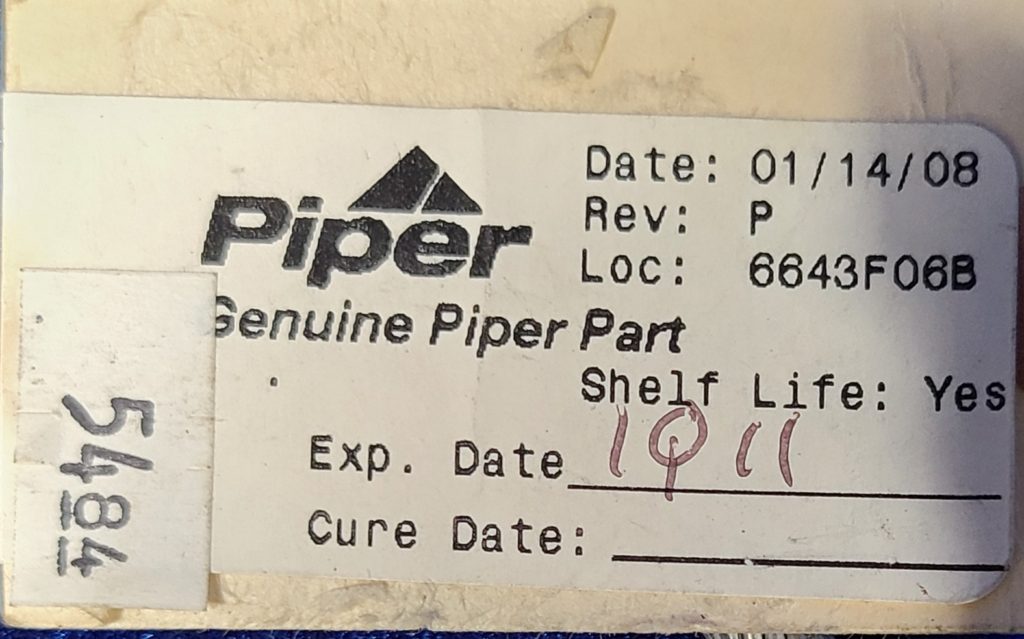 Piper
Genuine Piper Part
Date: 01/14/08
Rev: P
Loc: 6643F06B
Shelf Life: Yes
Exp. Date 1Q11
Cure Date:
5484